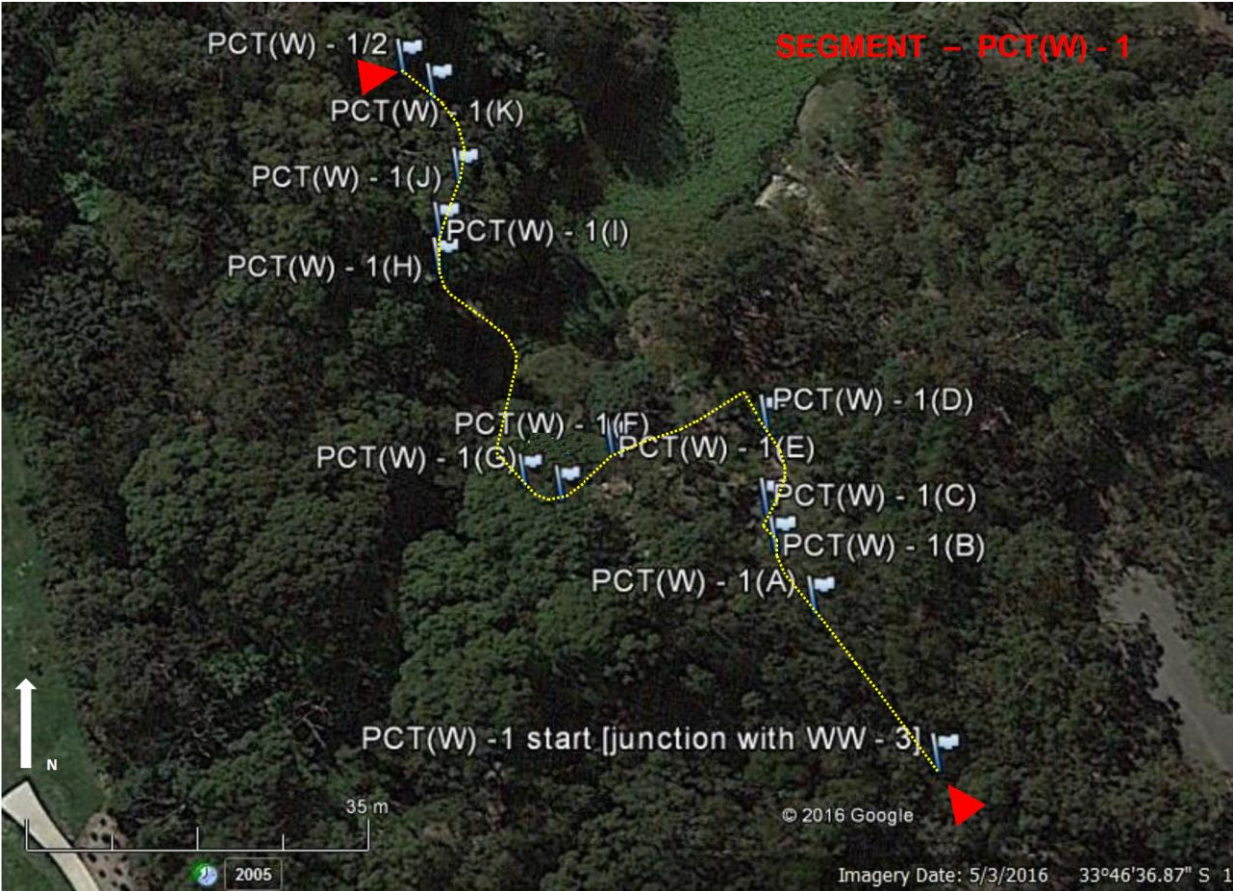 PCT(W) - 1/2
SEGMENT – PCT(W) - 1
PCT(W) - 1(K)
PCT(W) - 1(J)
PCT(W) - 1(I)
PCT(W) - 1(H)
PCT(W) - 1(D)
PCT(W) - 1(F)
PCT(W) - 1(E)
PCT(W) - 1(G)
PCT(W) - 1(C)
PCT(W) - 1(B)
PCT(W) - 1(A)
PCT(W) -1 start [junction with WW - 3]
N
35 m
© 2016 Google
2005
Imagery Date: 5/3/2016 33º46'36.87" S 1